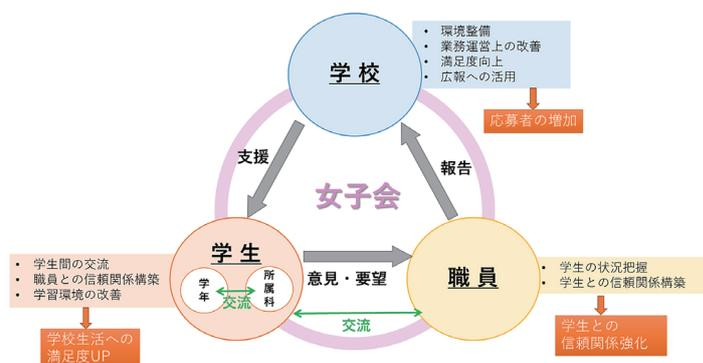 学校
・ 環境整備
・ 業務運営上の改善
・ 満足度向上
・ 広報への活用
応募者の増加
支援
報告
女子会
学生
学年
所属科
交流
・ 学生間の交流
・ 職員との信頼関係構築
・ 学習環境の改善
学校生活への
満足度UP
意見・要望
交流
職員
・ 学生の状況把握
・ 学生との信頼関係構築
学生との
信頼関係強化